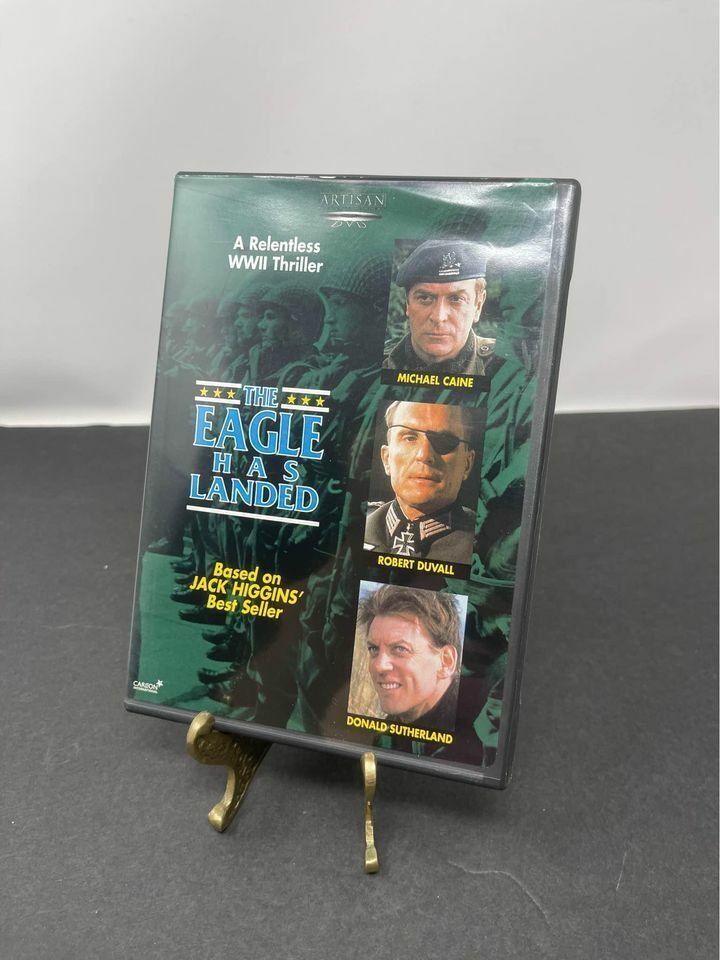 ARTISAN
A Relentless
WWII Thriller
MICHAEL CAINE
THE
EAGLE
HAS
LANDED
ROBERT DUVALL
Based on
JACK HIGGINS'
Best Seller
DONALD SUTHERLAND